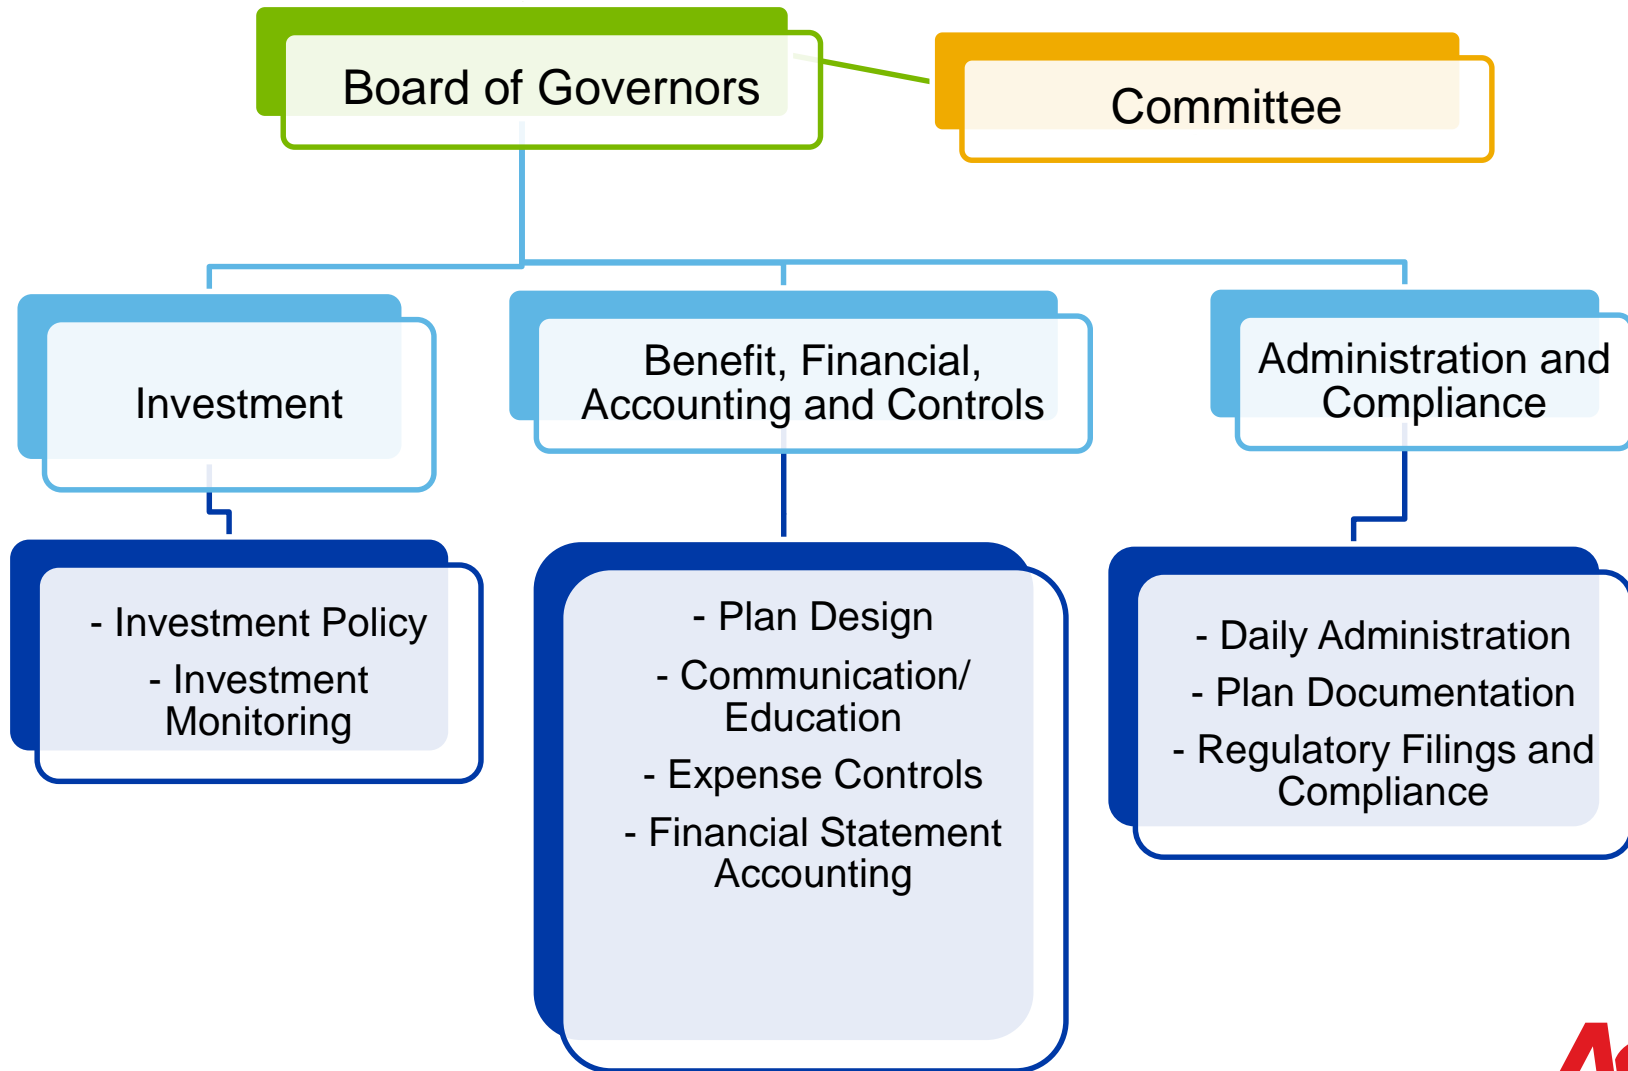 Board of Governors
Committee
Investment
Benefit, Financial,
Accounting and Controls
Administration and
Compliance
- Investment Policy
- Investment
Monitoring
- Plan Design
- Communication/
Education
- Expense Controls
- Financial Statement
Accounting
- Daily Administration
- Plan Documentation
- Regulatory Filings and
Compliance